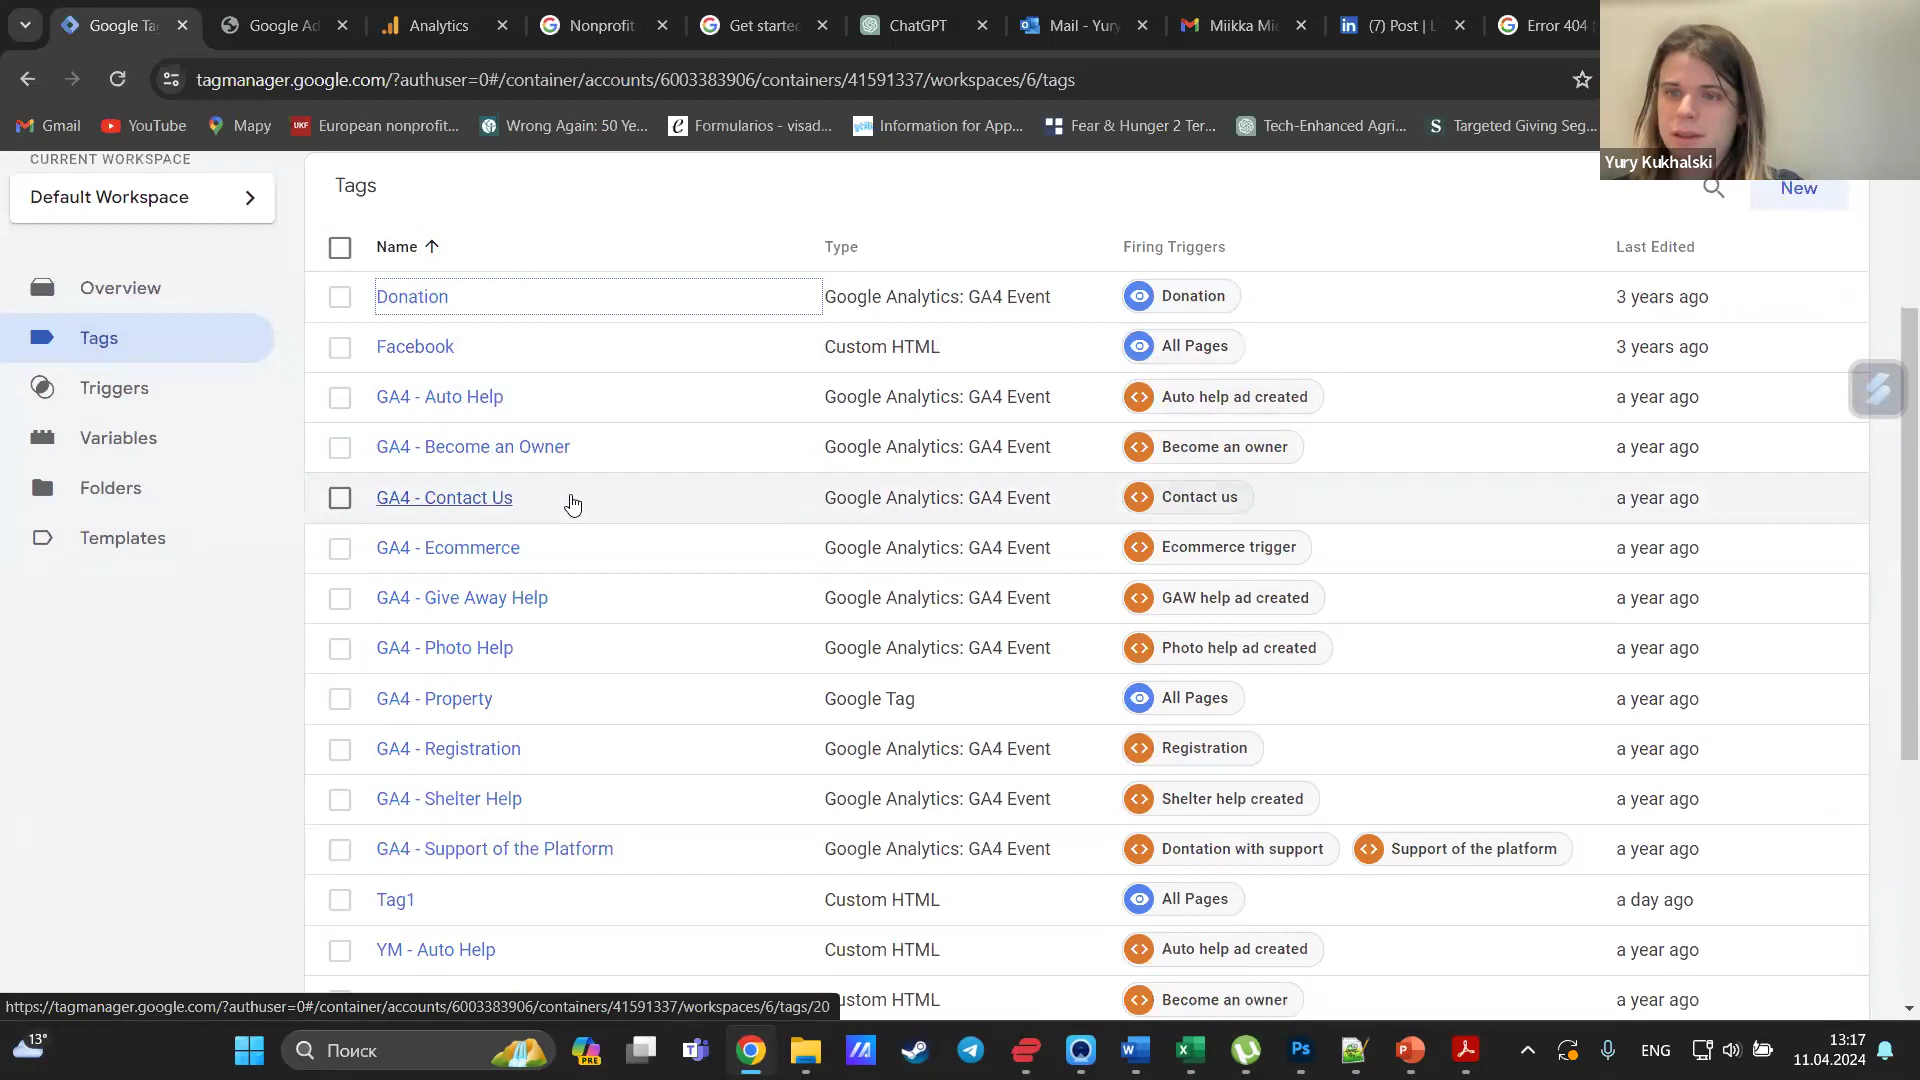 Google Ta
Google Ad
Analytics
Nonprofit
Get starte
ChatGPT
Mail - Yury
Miikka Mi
(7) Post | L
Error 404
tagmanager.google.com/?authuser=0#/container/accounts/6003383906/containers/41591337/workspaces/6/tags
Gmail
YouTube
Mapy
UKF
European nonprofit...
Wrong Again: 50 Ye...
Formularios - visad...
Information for App...
Fear & Hunger 2 Ter...
Tech-Enhanced Agri...
Targeted Giving Seg...
Yury Kukhalski
CURRENT WORKSPACE
Default Workspace
Overview
Tags
Triggers
Variables
Folders
Templates
Tags
New
Name Type Firing Triggers Last Edited
Donation Google Analytics: GA4 Event Donation 3 years ago
Facebook Custom HTML All Pages 3 years ago
GA4 - Auto Help Google Analytics: GA4 Event Auto help ad created a year ago
GA4 - Become an Owner Google Analytics: GA4 Event Become an owner a year ago
GA4 - Contact Us Google Analytics: GA4 Event Contact us a year ago
GA4 - Ecommerce Google Analytics: GA4 Event Ecommerce trigger a year ago
GA4 - Give Away Help Google Analytics: GA4 Event GAW help ad created a year ago
GA4 - Photo Help Google Analytics: GA4 Event Photo help ad created a year ago
GA4 - Property Google Tag All Pages a year ago
GA4 - Registration Google Analytics: GA4 Event Registration a year ago
GA4 - Shelter Help Google Analytics: GA4 Event Shelter help created a year ago
GA4 - Support of the Platform Google Analytics: GA4 Event Dontation with support Support of the platform a year ago
Tag1 Custom HTML All Pages a day ago
YM - Auto Help Custom HTML Auto help ad created a year ago
ustom HTML Become an owner a year ago
https://tagmanager.google.com/?authuser=0#/container/accounts/6003383906/containers/41591337/workspaces/6/tags/20
13°
Поиск
PRE
ENG
13:17
11.04.2024